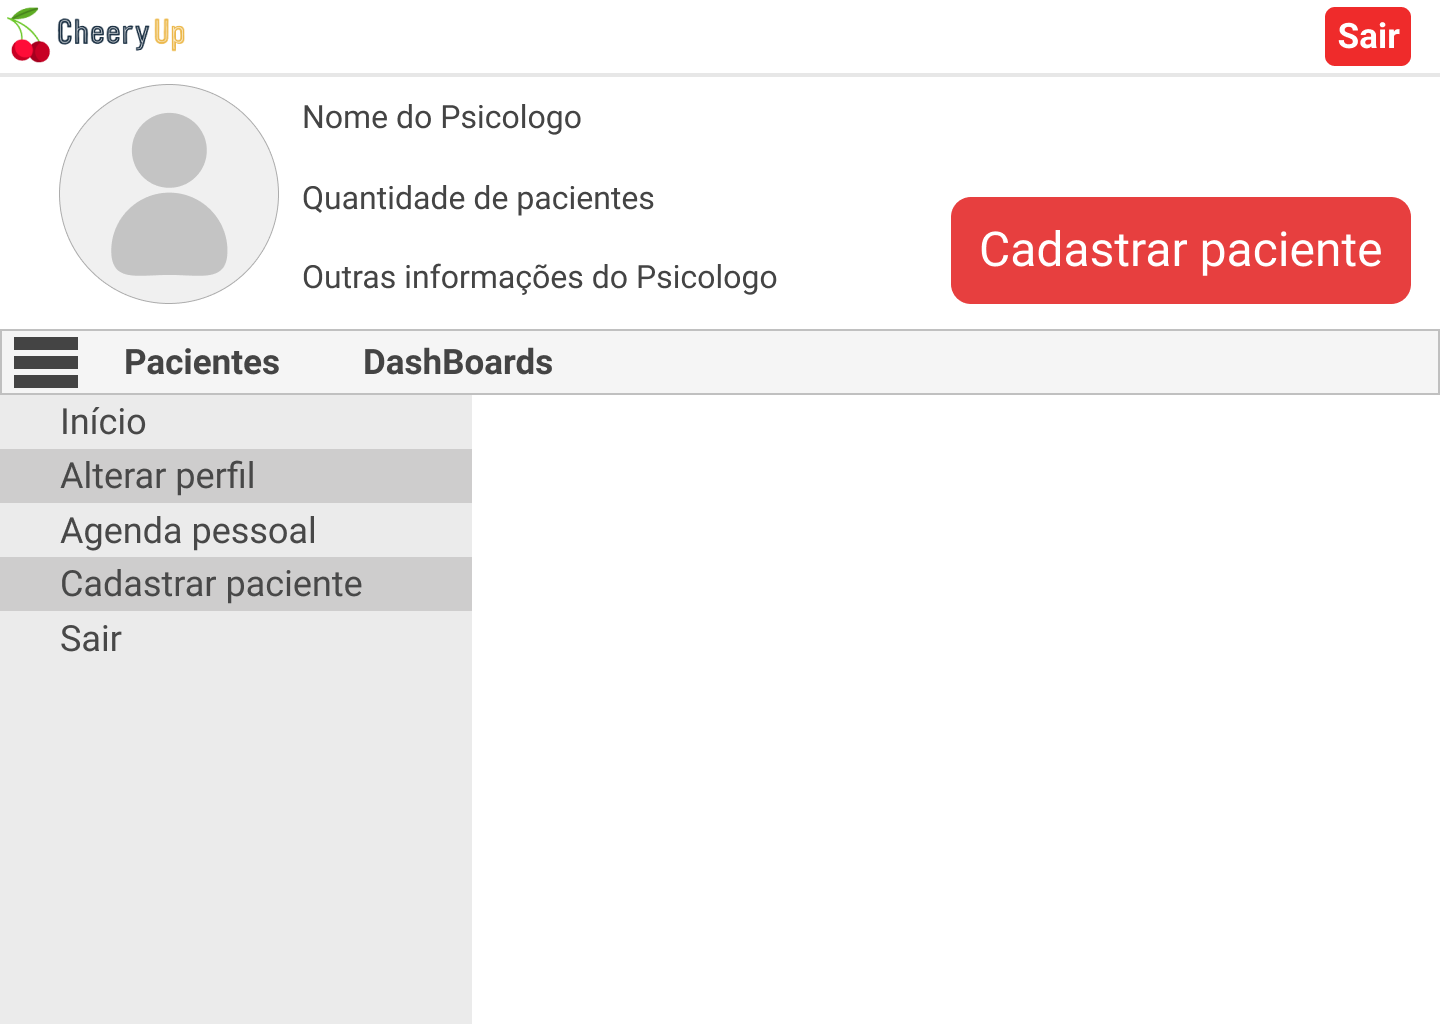 CheeryUp
Sair
Nome do Psicologo
Quantidade de pacientes
Outras informações do Psicologo
Cadastrar paciente
Pacientes DashBoards
Início
Alterar perfil
Agenda pessoal
Cadastrar paciente
Sair